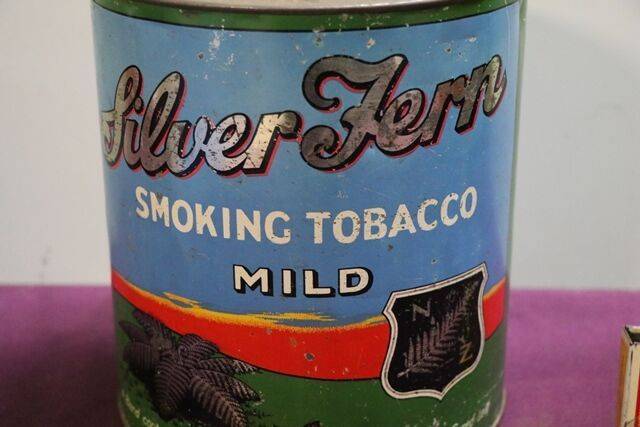 Silver Fern
SMOKING TOBACCO
MILD
N.
Z